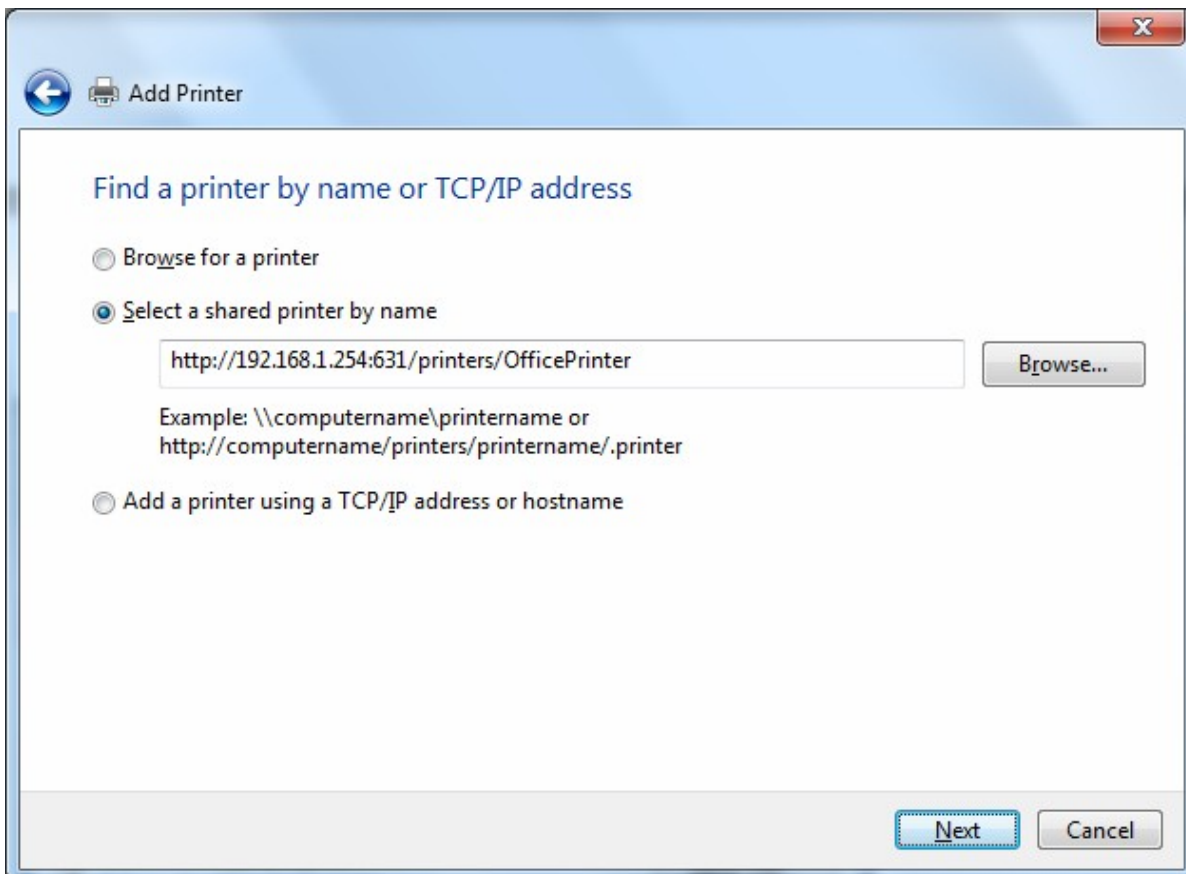 Add Printer
Find a printer by name or TCP/IP address
Browse for a printer
Select a shared printer by name
http://192.168.1.254:631/printers/OfficePrinter
Browse...
Example: \\computername\printername or
http://computername/printers/printername/.printer
Add a printer using a TCP/IP address or hostname
Next
Cancel